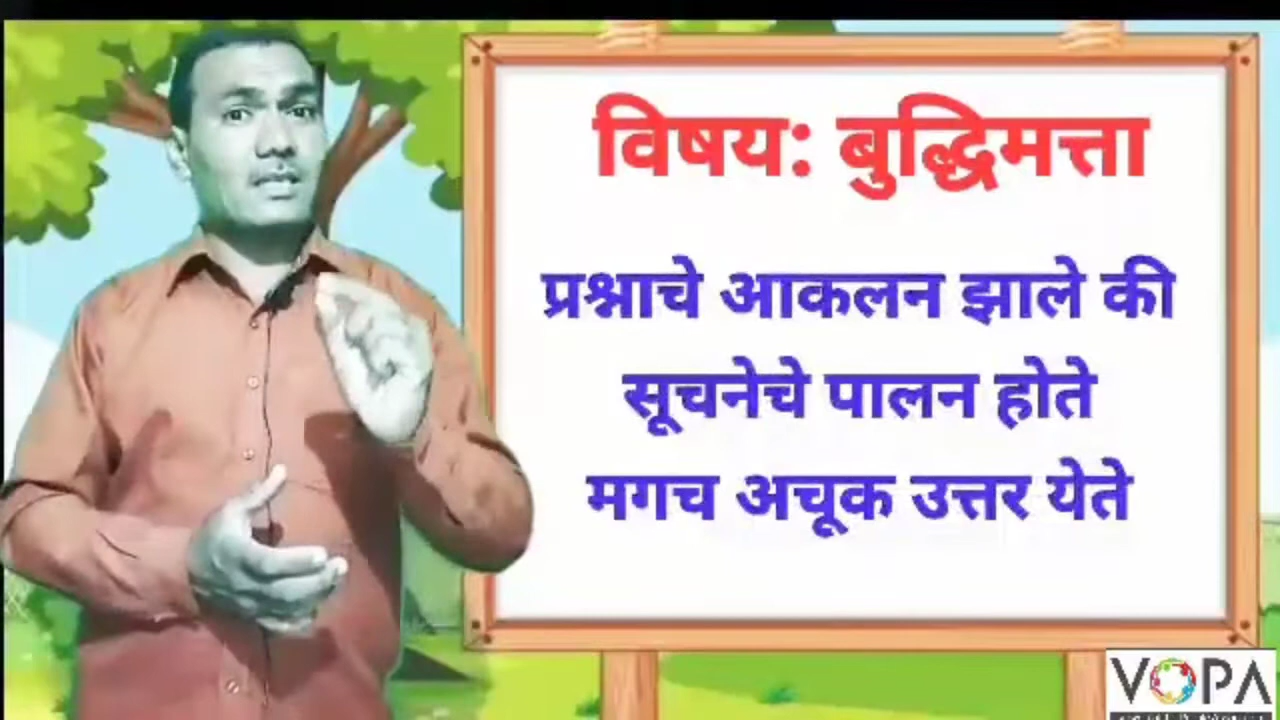 विषय: बुद्धिमत्ता
प्रश्नाचे आकलन झाले की
सूचनेचे पालन होते
मगच अचूक उत्तर येते
VOPA